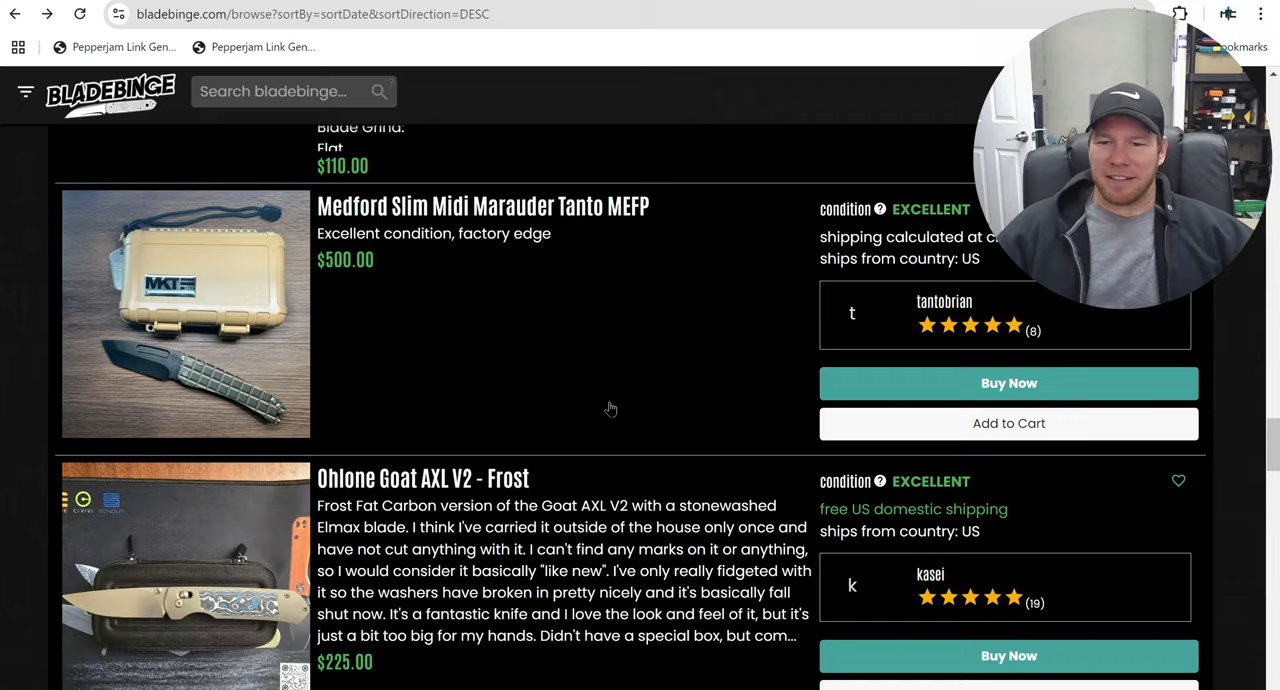 bladebinge.com/browse?sortBy=sortDate&sortDirection=DESC
Pepperjam Link Gen...
Pepperjam Link Gen...
ookmarks
BLADEBINGE
Search bladebinge...
Blade Grind:
Flat
$110.00
Medford Slim Midi Marauder Tanto MEFP
Excellent condition, factory edge
$500.00
MKT
condition ? EXCELLENT
shipping calculated at c
ships from country: US
t
tantobrian
(8)
Buy Now
Add to Cart
Ohlone Goat AXL V2 - Frost
Frost Fat Carbon version of the Goat AXL V2 with a stonewashed
Elmax blade. I think I've carried it outside of the house only once and
have not cut anything with it. I can't find any marks on it or anything,
so I would consider it basically "like new". I've only really fidgeted with
it so the washers have broken in pretty nicely and it's basically fall
shut now. It's a fantastic knife and I love the look and feel of it, but it's
just a bit too big for my hands. Didn't have a special box, but com...
$225.00
CIVIVI
condition ? EXCELLENT
free US domestic shipping
ships from country: US
k
kasei
(19)
Buy Now